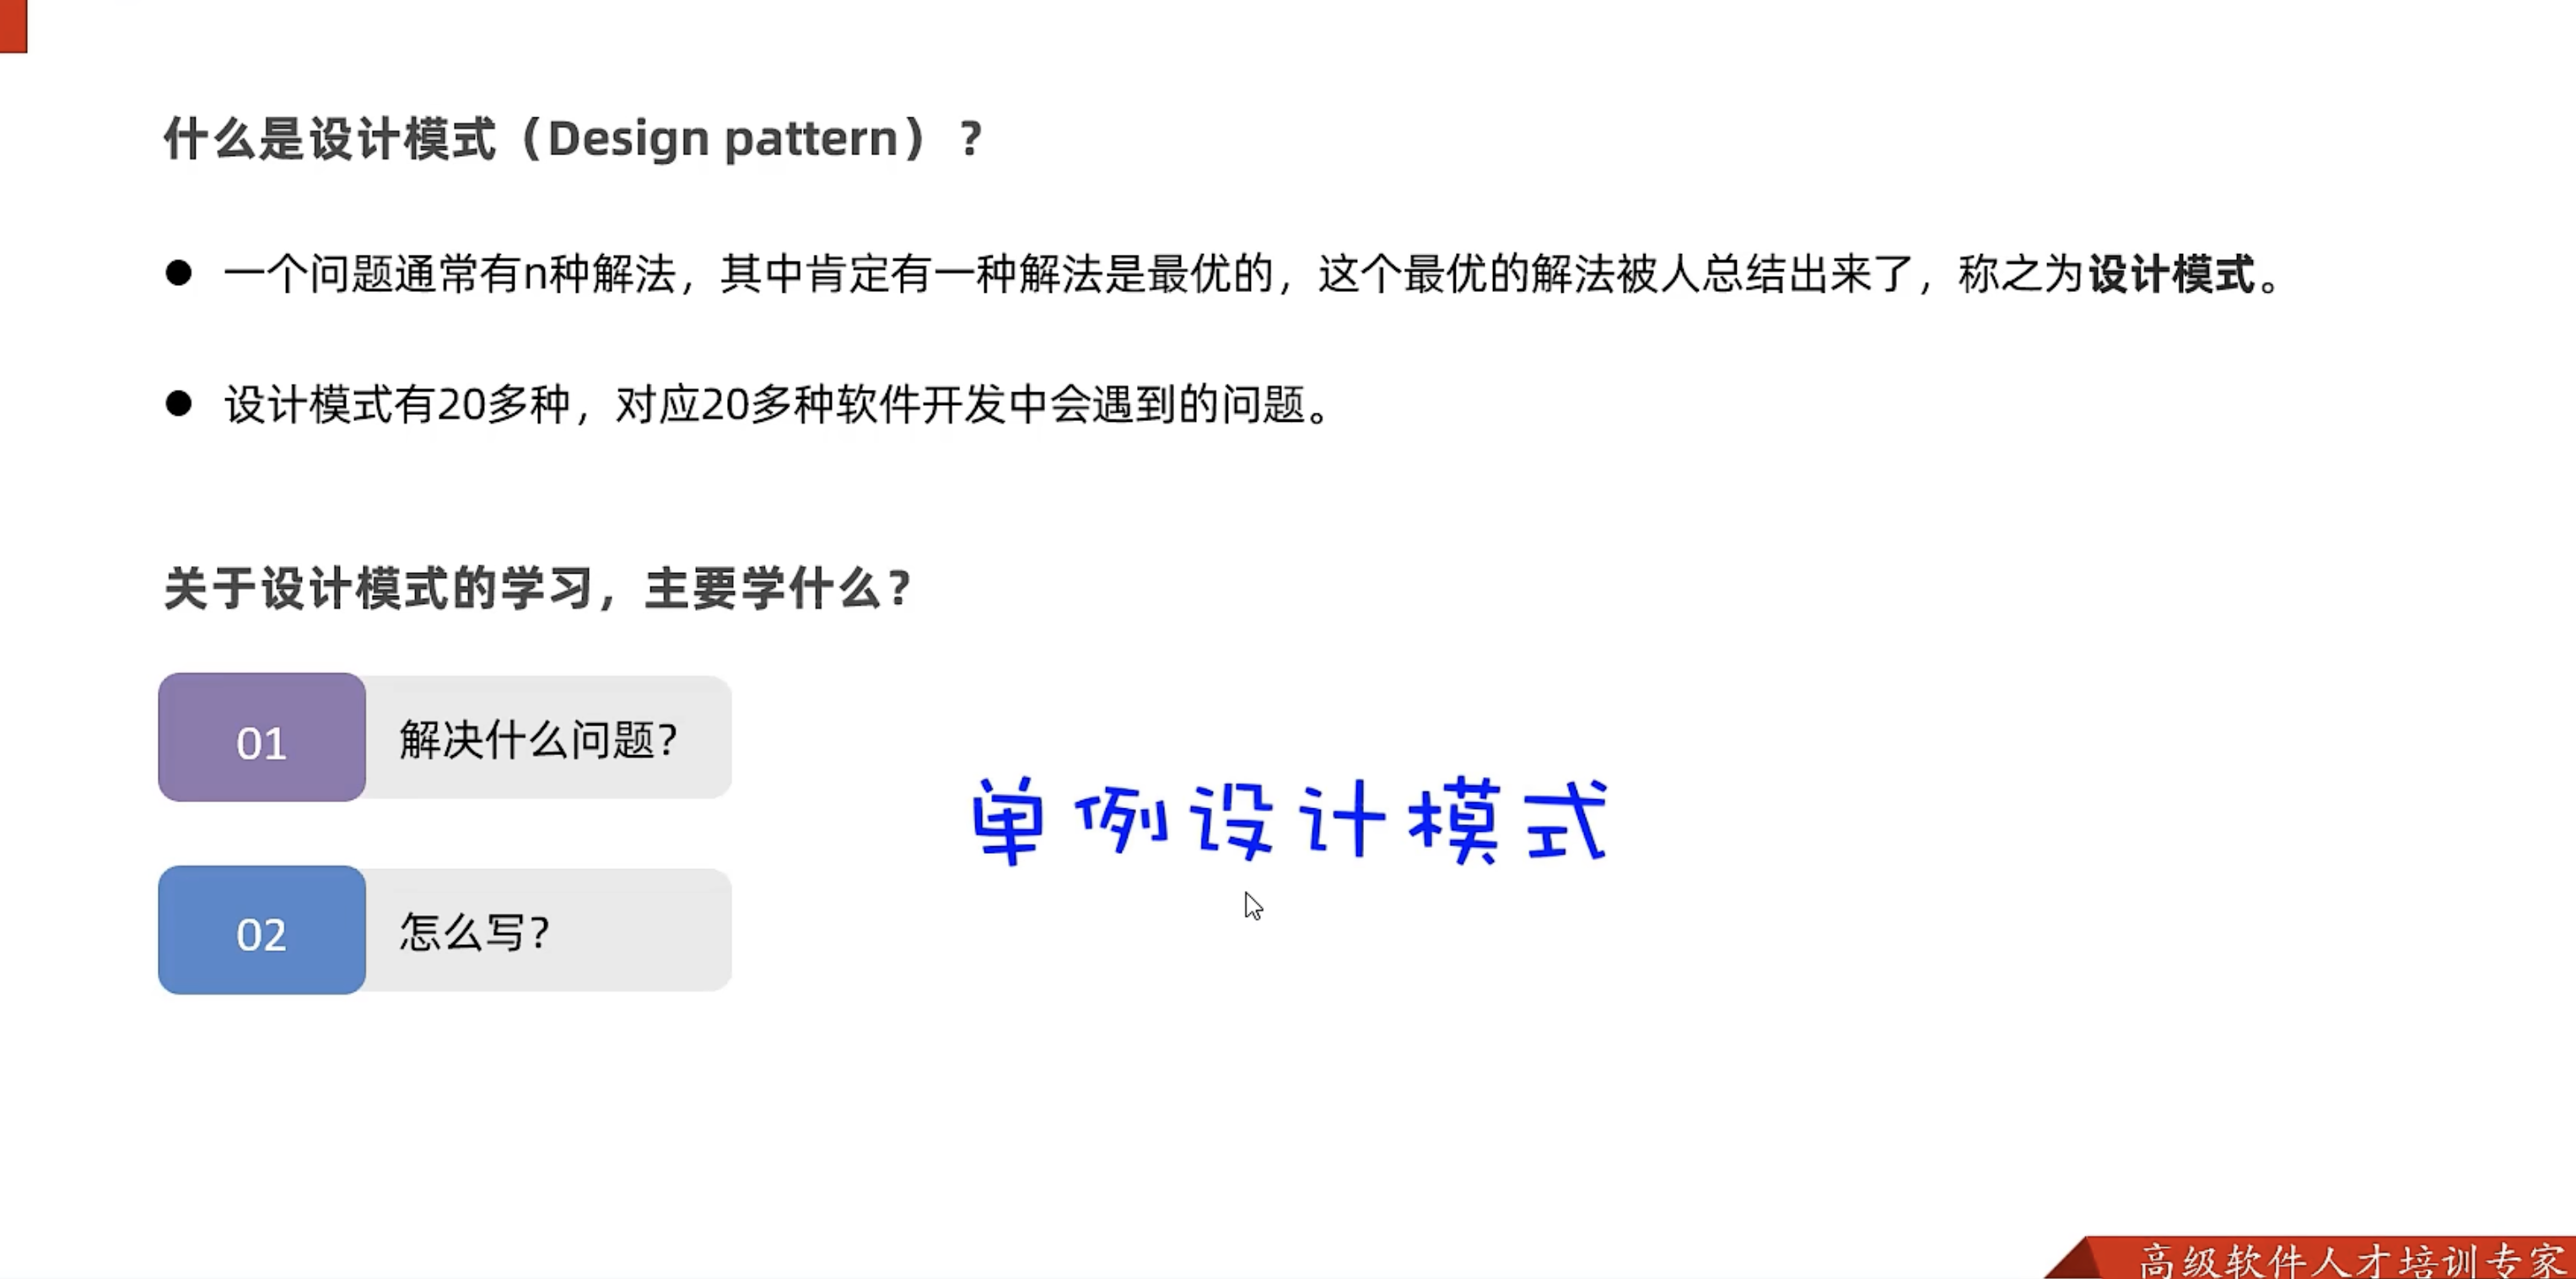 什么是设计模式（Design pattern）？
● 一个问题通常有n种解法，其中肯定有一种解法是最优的，这个最优的解法被人总结出来了，称之为设计模式。
● 设计模式有20多种，对应20多种软件开发中会遇到的问题。
关于设计模式的学习，主要学什么？
01 解决什么问题？
单例设计模式
02 怎么写？
高级软件人才培训专家